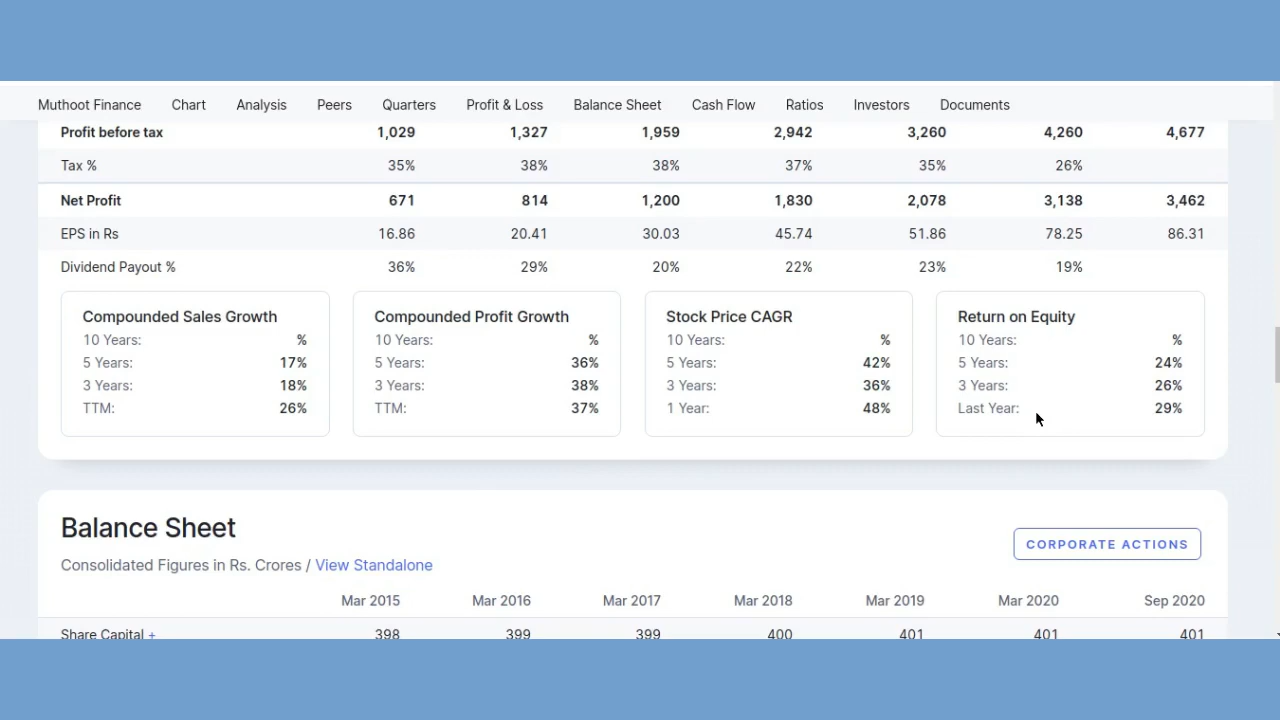 Muthoot Finance Chart Analysis Peers Quarters Profit & Loss Balance Sheet Cash Flow Ratios Investors Documents
Profit before tax 1,029 1,327 1,959 2,942 3,260 4,260 4,677
Tax % 35% 38% 38% 37% 35% 26%
Net Profit 671 814 1,200 1,830 2,078 3,138 3,462
EPS in Rs 16.86 20.41 30.03 45.74 51.86 78.25 86.31
Dividend Payout % 36% 29% 20% 22% 23% 19%
Compounded Sales Growth
10 Years: %
5 Years: 17%
3 Years: 18%
TTM: 26%
Compounded Profit Growth
10 Years: %
5 Years: 36%
3 Years: 38%
TTM: 37%
Stock Price CAGR
10 Years: %
5 Years: 42%
3 Years: 36%
1 Year: 48%
Return on Equity
10 Years: %
5 Years: 24%
3 Years: 26%
Last Year: 29%
Balance Sheet
CORPORATE ACTIONS
Consolidated Figures in Rs. Crores / View Standalone
Mar 2015 Mar 2016 Mar 2017 Mar 2018 Mar 2019 Mar 2020 Sep 2020
Share Capital + 398 399 399 400 401 401 401